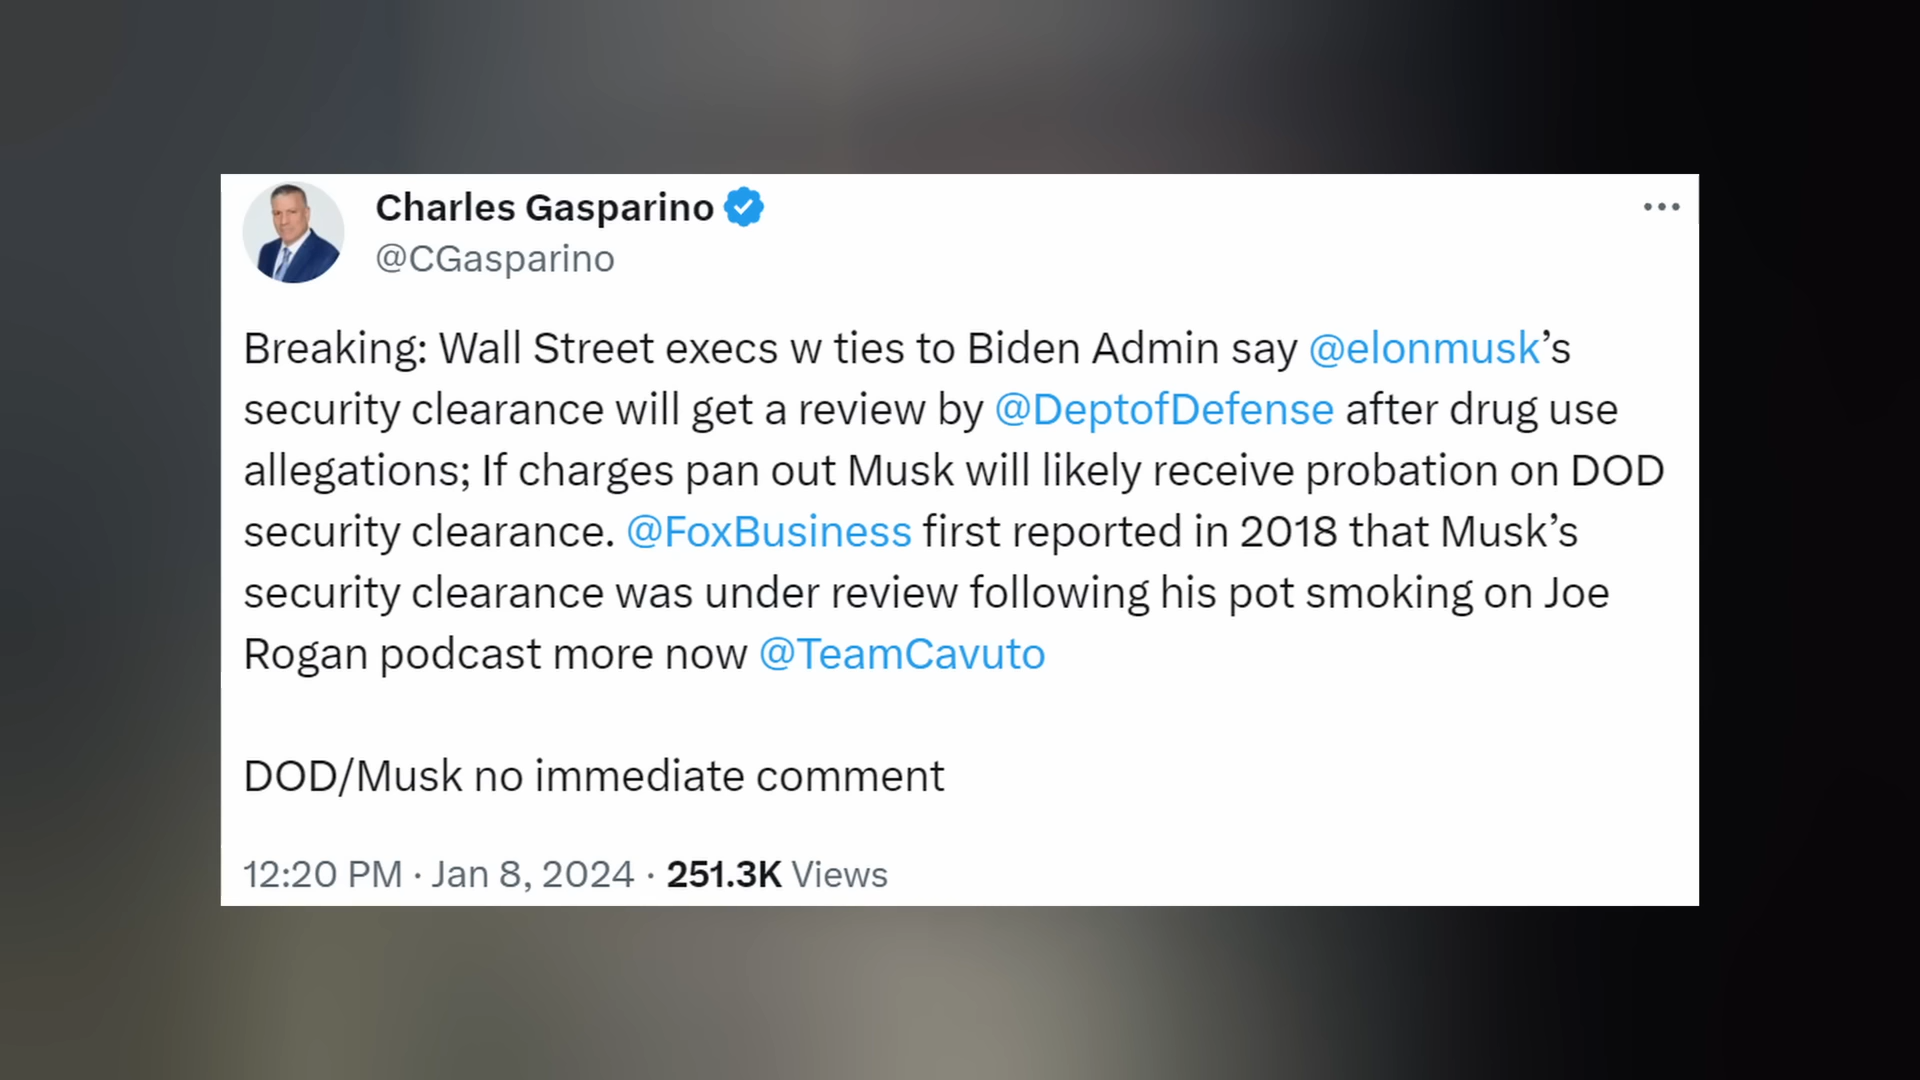 Charles Gasparino
@CGasparino
Breaking: Wall Street execs w ties to Biden Admin say @elonmusk’s
security clearance will get a review by @DeptofDefense after drug use
allegations; If charges pan out Musk will likely receive probation on DOD
security clearance. @FoxBusiness first reported in 2018 that Musk’s
security clearance was under review following his pot smoking on Joe
Rogan podcast more now @TeamCavuto
DOD/Musk no immediate comment
12:20 PM · Jan 8, 2024 · 251.3K Views